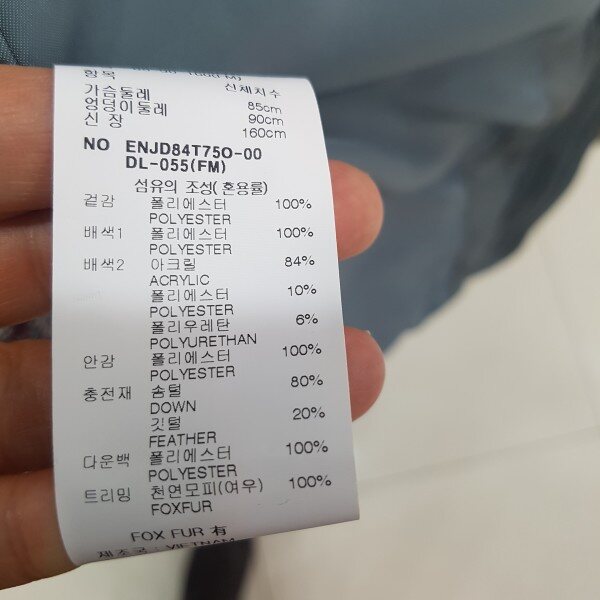 항목 신체치수
가슴둘레 85cm
엉덩이둘레 90cm
신 장 160cm
NO ENJD84T75O-00
DL-055(FM)
섬유의 조성(혼용률)
겉감 폴리에스터 100%
POLYESTER
배색1 폴리에스터 100%
POLYESTER
배색2 아크릴 84%
ACRYLIC
폴리에스터 10%
POLYESTER
폴리우레탄 6%
POLYURETHAN
안감 폴리에스터 100%
POLYESTER
충전재 솜털 80%
DOWN
깃털 20%
FEATHER
다운백 폴리에스터 100%
POLYESTER
트리밍 천연모피(여우) 100%
FOXFUR
FOX FUR 有
제조국 : VIETNAM